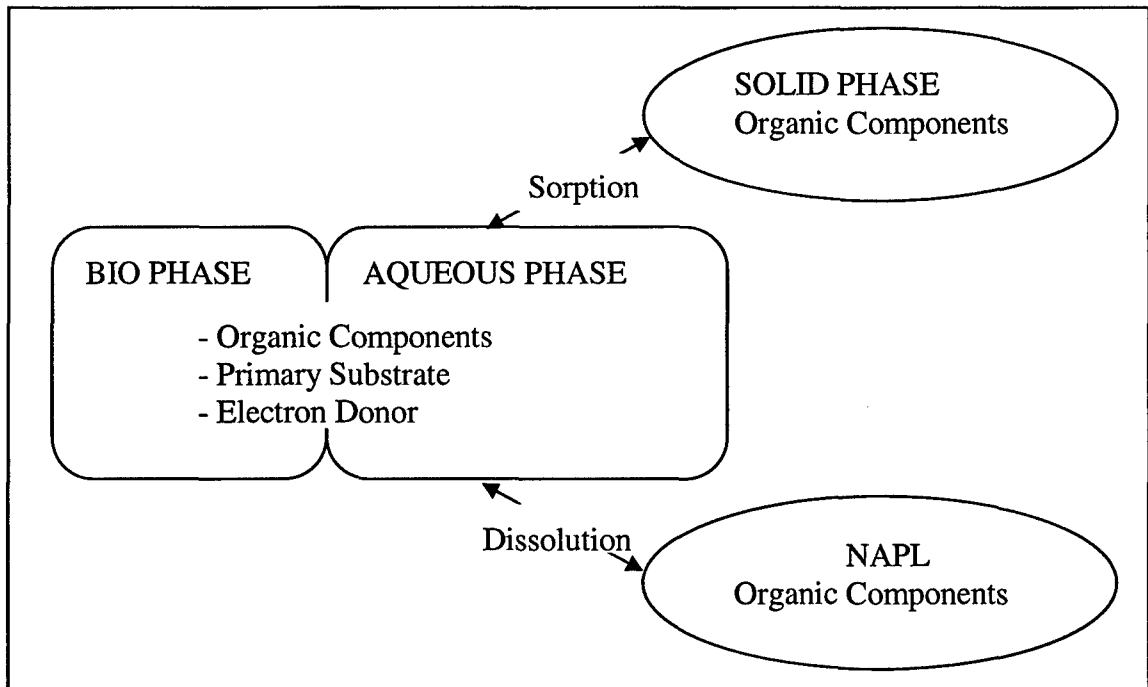 SOLID PHASE
Organic Components
Sorption
BIO PHASE
AQUEOUS PHASE
- Organic Components
- Primary Substrate
- Electron Donor
Dissolution
NAPL
Organic Components